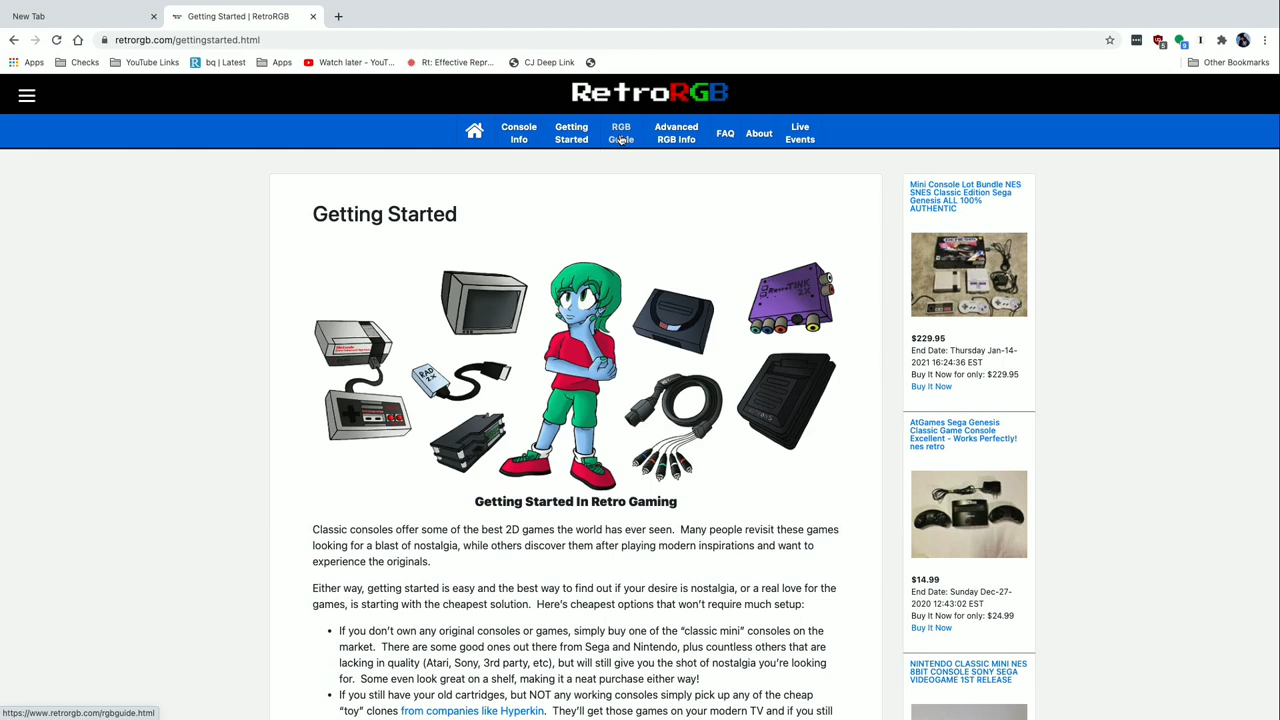 New Tab
Getting Started | RetroRGB
retrorgb.com/gettingstarted.html
Apps
Checks
YouTube Links
bq | Latest
Apps
Watch later - YouT...
Rt: Effective Repr...
CJ Deep Link
Other Bookmarks
RetroRGB
Console Info
Getting Started
RGB Guide
Advanced RGB Info
FAQ
About
Live Events
Getting Started
RAD 2X
RetroTINK 2X
Getting Started In Retro Gaming
Classic consoles offer some of the best 2D games the world has ever seen. Many people revisit these games
looking for a blast of nostalgia, while others discover them after playing modern inspirations and want to
experience the originals.
Either way, getting started is easy and the best way to find out if your desire is nostalgia, or a real love for the
games, is starting with the cheapest solution. Here's cheapest options that won't require much setup:
• If you don't own any original consoles or games, simply buy one of the "classic mini" consoles on the
market. There are some good ones out there from Sega and Nintendo, plus countless others that are
lacking in quality (Atari, Sony, 3rd party, etc), but will still give you the shot of nostalgia you're looking
for. Some even look great on a shelf, making it a neat purchase either way!
• If you still have your old cartridges, but NOT any working consoles simply pick up any of the cheap
"toy" clones from companies like Hyperkin. They'll get those games on your modern TV and if you still
Mini Console Lot Bundle NES
SNES Classic Edition Sega
Genesis ALL 100%
AUTHENTIC
$229.95
End Date: Thursday Jan-14-
2021 16:24:36 EST
Buy It Now for only: $229.95
Buy It Now
AtGames Sega Genesis
Classic Game Console
Excellent - Works Perfectly!
nes retro
$14.99
End Date: Sunday Dec-27-
2020 12:43:02 EST
Buy It Now for only: $24.99
Buy It Now
NINTENDO CLASSIC MINI NES
8BIT CONSOLE SONY SEGA
VIDEOGAME 1ST RELEASE
https://www.retrorgb.com/rgbguide.html